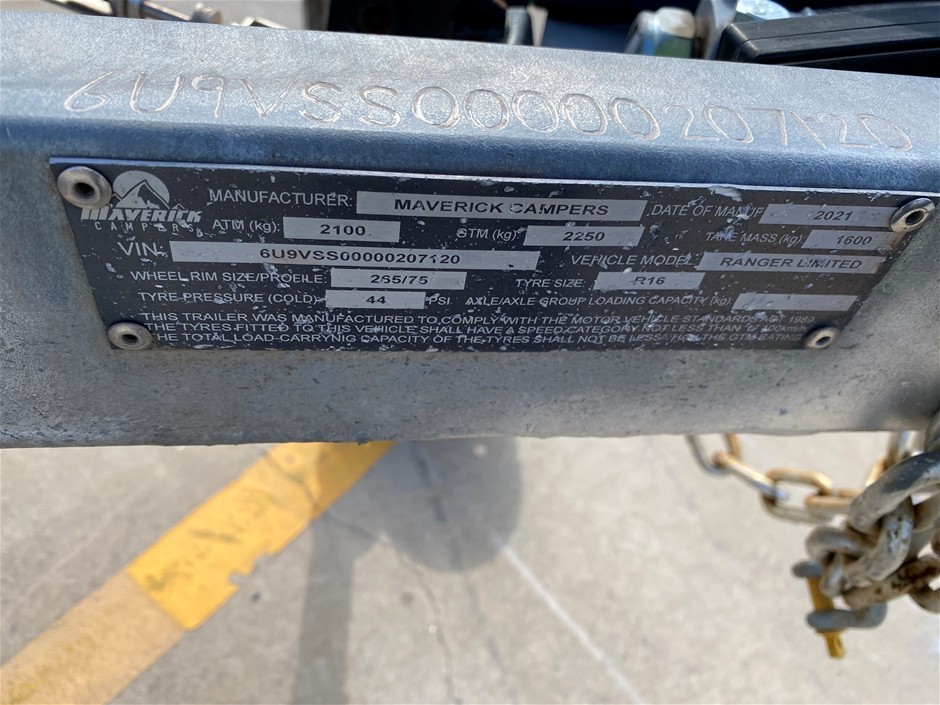 6U9VSS00000207120
MAVERICK
CAMPERS
MANUFACTURER: MAVERICK CAMPERS DATE OF MANUF 2021
ATM (kg): 2100 GTM (kg): 2250 TARE MASS (kg) 1600
VIN: 6U9VSS00000207120 VEHICLE MODEL: RANGER LIMITED
WHEEL RIM SIZE/PROFILE: 265/75 TYRE SIZE: R16
TYRE PRESSURE (COLD): 44 PSI AXLE/AXLE GROUP LOADING CAPACITY (kg):
THIS TRAILER WAS MANUFACTURED TO COMPLY WITH THE MOTOR VEHICLE STANDARDS ACT 1989
THE TYRES FITTED TO THIS VEHICLE SHALL HAVE A SPEED CATEGORY NOT LESS THAN 100km/h
THE TOTAL LOAD-CARRYNIG CAPACITY OF THE TYRES SHALL NOT BE LESS THAN THE GTM RATING